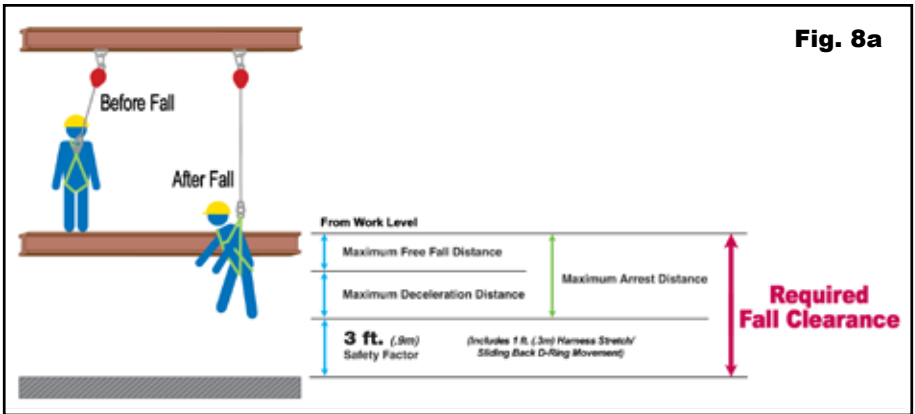 Fig. 8a
Before Fall
After Fall
From Work Level
Maximum Free Fall Distance
Maximum Arrest Distance
Maximum Deceleration Distance
Required
Fall Clearance
3 ft. (.9m)
Safety Factor
(Includes 1 ft. (.3m) Harness Stretch/
Sliding Back D-Ring Movement)